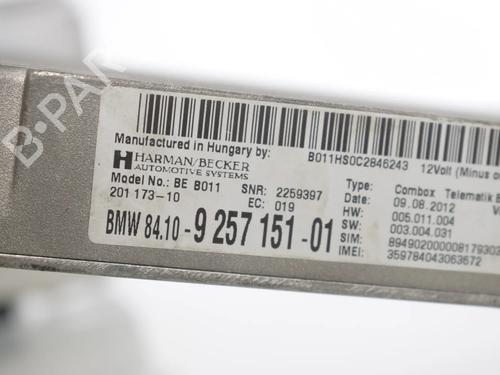 B011HS0C2846243
12Volt (Minus
Manufactured in Hungary by:
HARMAN/BECKER
AUTOMOTIVE SYSTEMS
Type: Combox Telematik
Date: 09.08.2012
Model No.: BE B011
SNR: 2259397
HW: 005.011.004
201 173-10
EC: 019
SW: 003.004.031
SIM:
BMW 84.10-9 257 151-01
IMEI: 359784043063672
B-PARTS